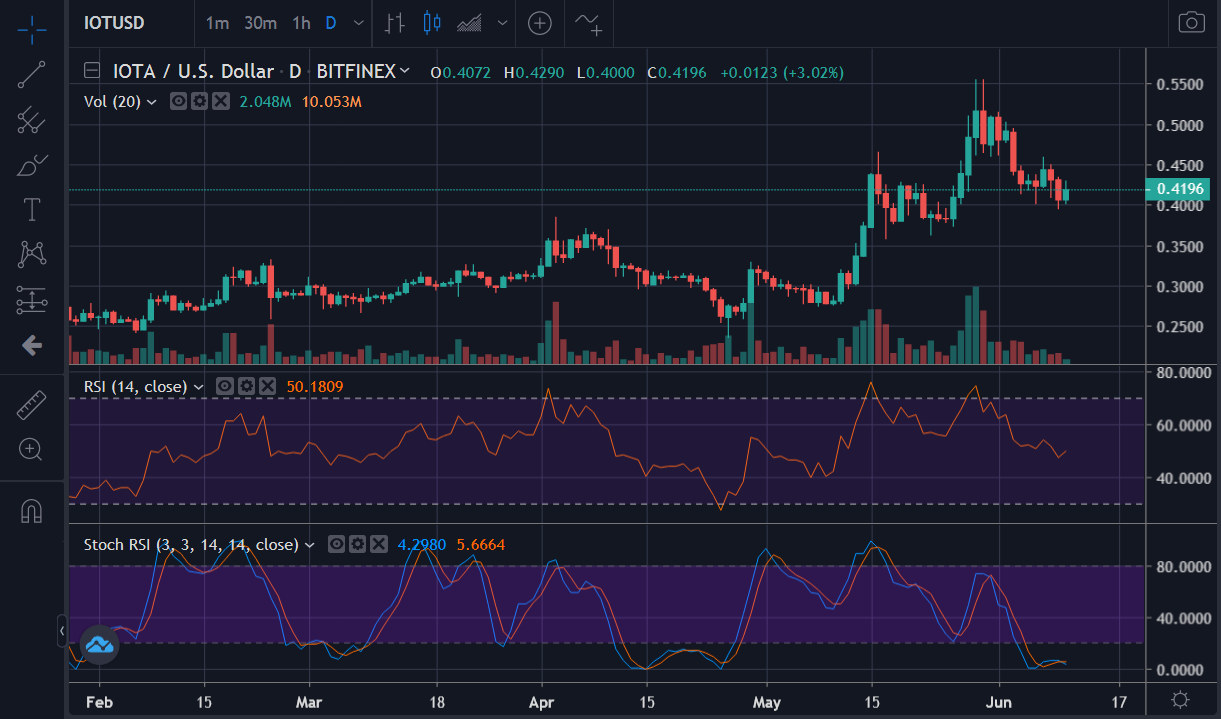 IOTUSD 1m 30m 1h D
IOTA / U.S. Dollar · D · BITFINEX O0.4072 H0.4290 L0.4000 C0.4196 +0.0123 (+3.02%)
Vol (20) 2.048M 10.053M
0.5500
0.5000
0.4500
0.4196
0.4000
0.3500
0.3000
0.2500
RSI (14, close) 50.1809
80.0000
60.0000
40.0000
Stoch RSI (3, 3, 14, 14, close) 4.2980 5.6664
80.0000
40.0000
0.0000
Feb 15 Mar 18 Apr 15 May 15 Jun 17